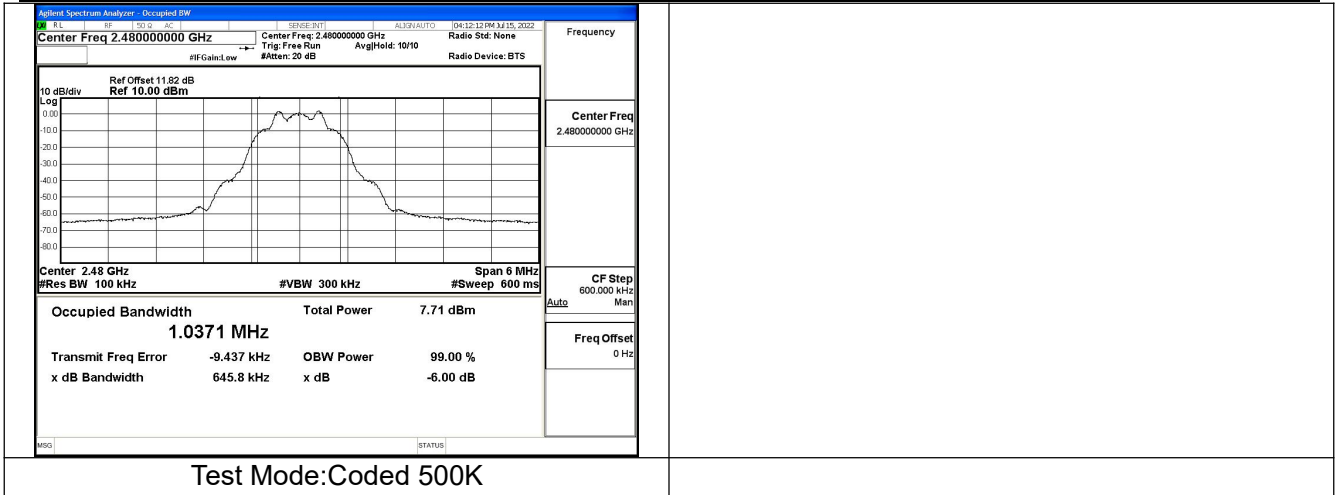 Agilent Spectrum Analyzer - Occupied BW
RL RF 50 Ω AC SENSE:INT ALIGNAUTO 04:12:12 PM Jul 15, 2022
Center Freq 2.480000000 GHz Center Freq: 2.480000000 GHz Radio Std: None Frequency
Trig: Free Run Avg|Hold: 10/10
#IFGain:Low #Atten: 20 dB Radio Device: BTS
Ref Offset 11.82 dB
10 dB/div Ref 10.00 dBm
Log
0.00
-10.0
-20.0
-30.0
-40.0
-50.0
-60.0
-70.0
-80.0
Center Freq
2.480000000 GHz
Center 2.48 GHz Span 6 MHz
#Res BW 100 kHz #VBW 300 kHz #Sweep 600 ms
CF Step
600.000 kHz
Auto Man
Occupied Bandwidth Total Power 7.71 dBm
1.0371 MHz
Freq Offset
0 Hz
Transmit Freq Error -9.437 kHz OBW Power 99.00 %
x dB Bandwidth 645.8 kHz x dB -6.00 dB
MSG STATUS
Test Mode:Coded 500K